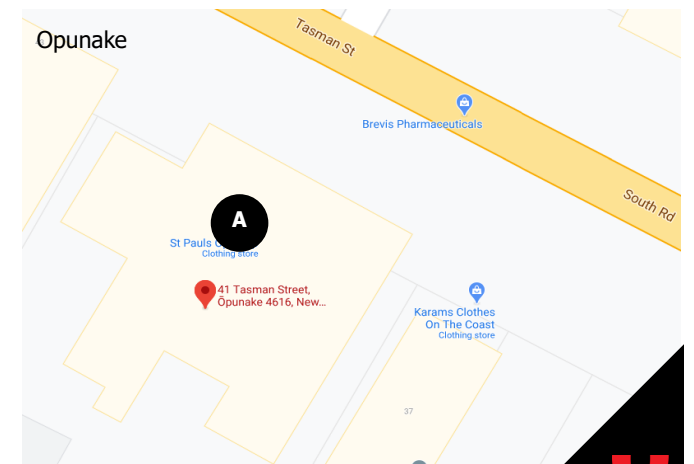 Opunake
Tasman St
Brevis Pharmaceuticals
South Rd
A
St Pauls
Clothing store
41 Tasman Street,
Ōpunake 4616, New...
Karams Clothes
On The Coast
Clothing store
37